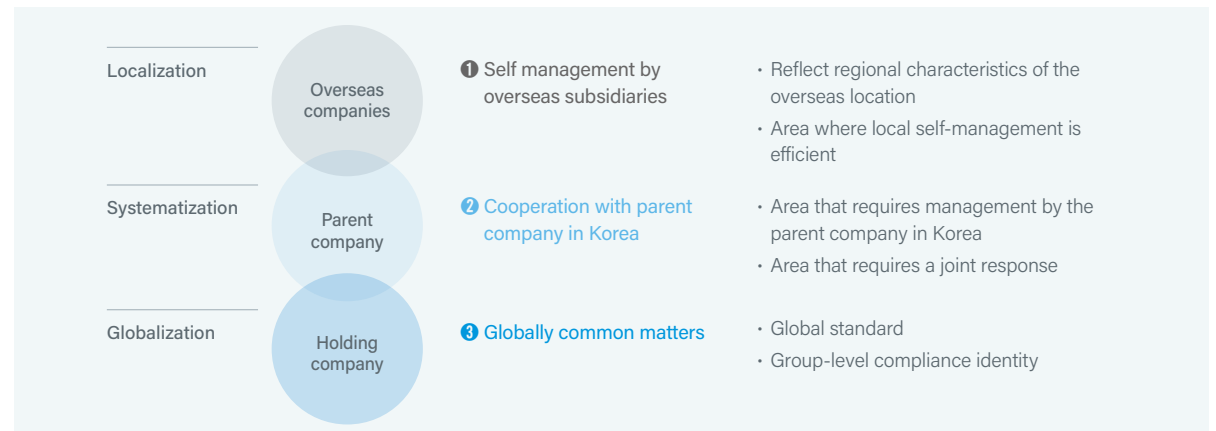 Localization
Overseas
companies
❶ Self management by
overseas subsidiaries
· Reflect regional characteristics of the
overseas location
· Area where local self-management is
efficient
Systematization
Parent
company
❷ Cooperation with parent
company in Korea
· Area that requires management by the
parent company in Korea
· Area that requires a joint response
Globalization
Holding
company
❸ Globally common matters
· Global standard
· Group-level compliance identity